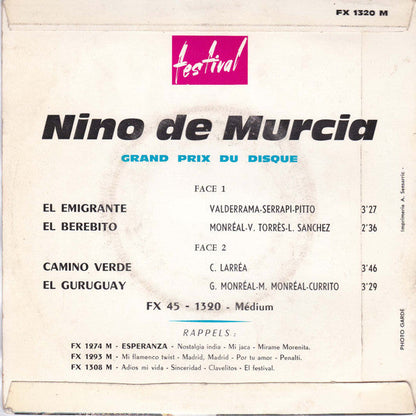 FX 1320 M
festival
Nino de Murcia
GRAND PRIX DU DISQUE
FACE 1
EL EMIGRANTE VALDERRAMA-SERRAPI-PITTO 3'27
EL BEREBITO MONRÉAL-V. TORRÈS-L. SANCHEZ 2'36
FACE 2
CAMINO VERDE C. LARRÉA 3'46
EL GURUGUAY G. MONRÉAL-M. MONRÉAL-CURRITO 3'29
FX 45 - 1320 - Médium
RAPPELS :
FX 1274 M - ESPERANZA - Nostalgia india - Mi jaca - Mirame Morenita.
FX 1293 M - Mi flamenco twist - Madrid, Madrid - Por tu amor - Penalti.
FX 1308 M - Adios mi vida - Sinceridad - Clavelitos - El festival.
Imprimerie A. Sensarric -
PHOTO GARDE